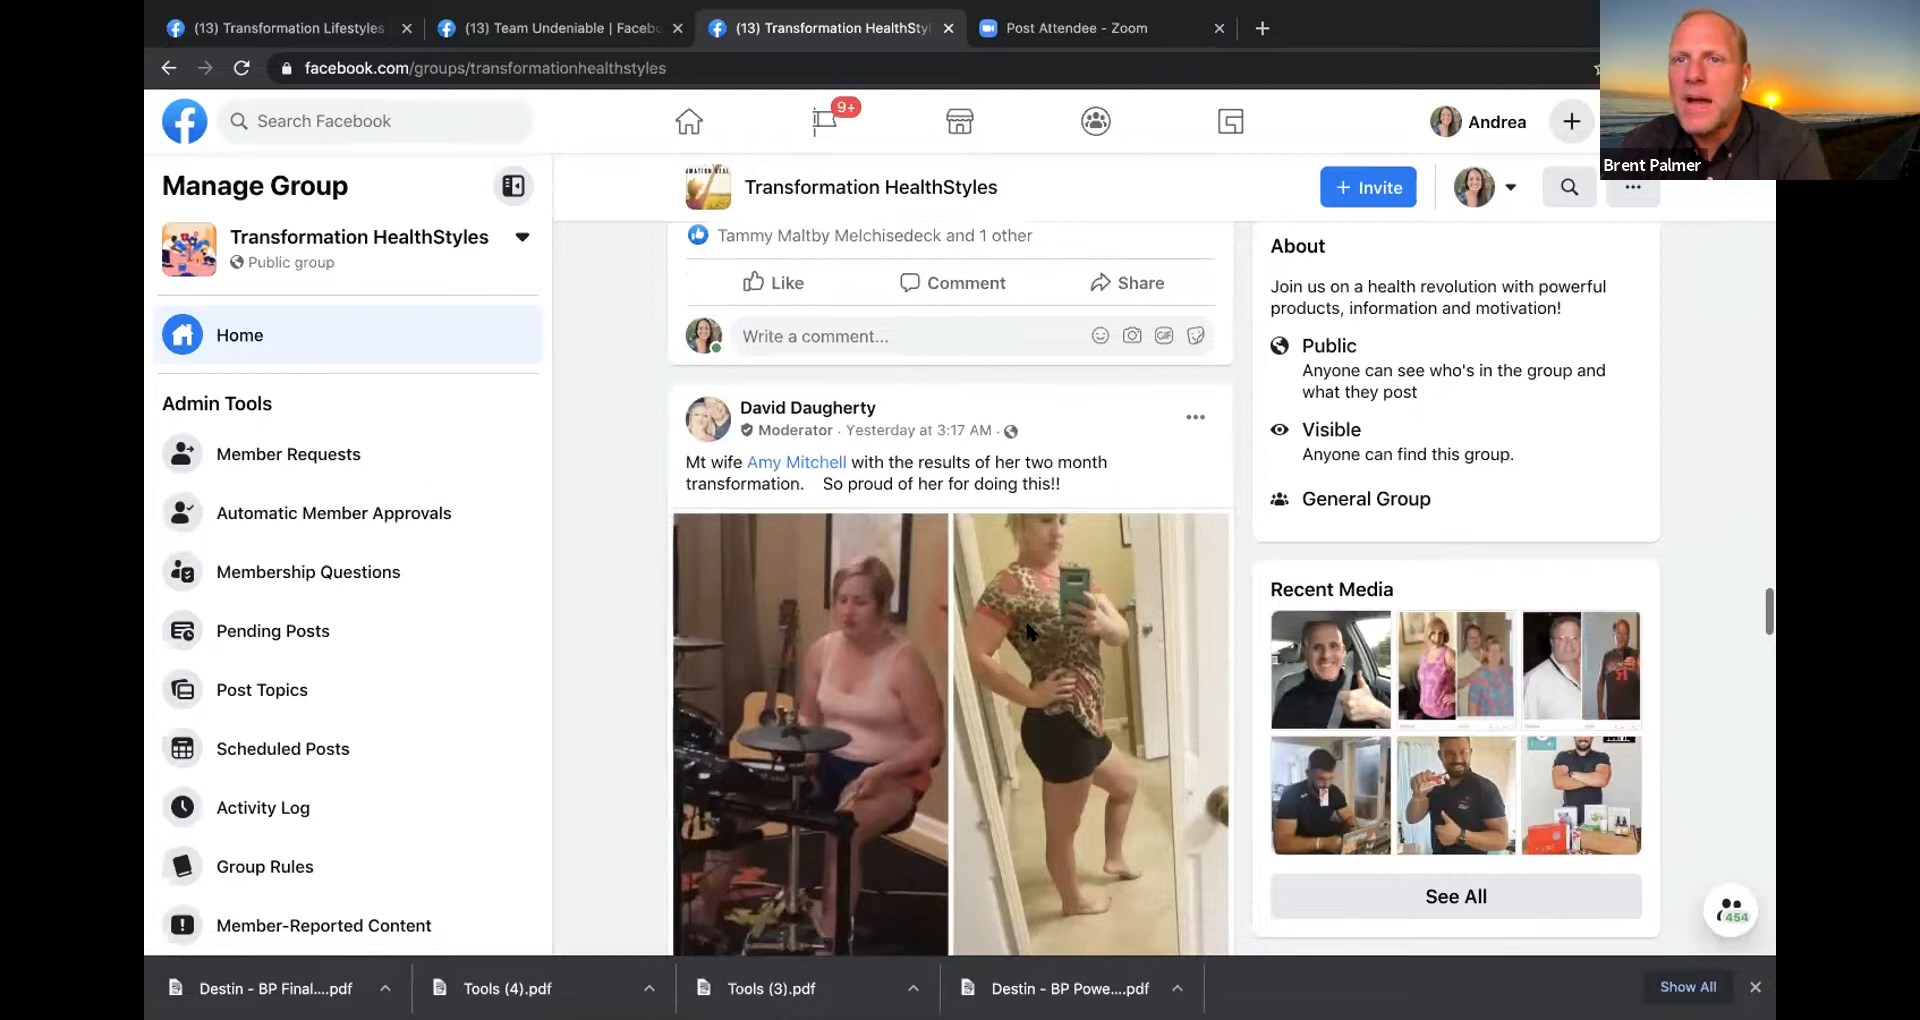 (13) Transformation Lifestyles
(13) Team Undeniable | Facebo
(13) Transformation HealthStyl
Post Attendee - Zoom
facebook.com/groups/transformationhealthstyles
Search Facebook
9+
Andrea
Brent Palmer
Manage Group
Transformation HealthStyles
Public group
Home
Admin Tools
Member Requests
Automatic Member Approvals
Membership Questions
Pending Posts
Post Topics
Scheduled Posts
Activity Log
Group Rules
Member-Reported Content
Transformation HealthStyles
+ Invite
Tammy Maltby Melchisedeck and 1 other
Like
Comment
Share
Write a comment...
GIF
David Daugherty
Moderator · Yesterday at 3:17 AM ·
Mt wife Amy Mitchell with the results of her two month
transformation. So proud of her for doing this!!
About
Join us on a health revolution with powerful
products, information and motivation!
Public
Anyone can see who's in the group and
what they post
Visible
Anyone can find this group.
General Group
Recent Media
See All
454
Destin - BP Final....pdf
Tools (4).pdf
Tools (3).pdf
Destin - BP Powe....pdf
Show All